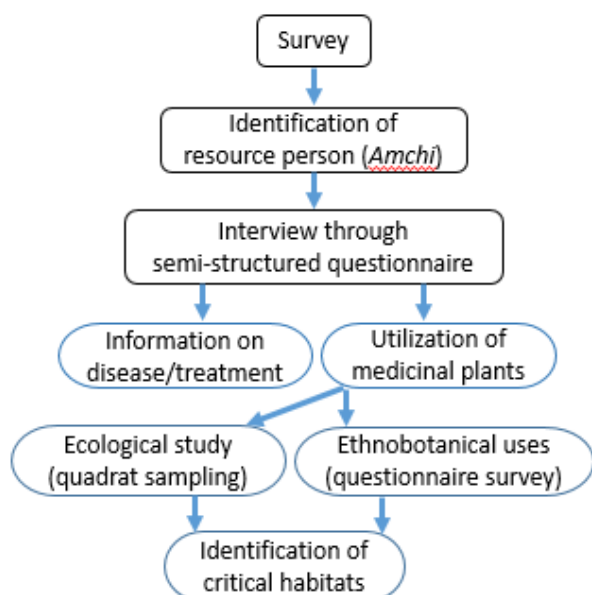 Survey
Identification of
resource person (Amchi)
Interview through
semi-structured questionnaire
Information on
disease/treatment
Utilization of
medicinal plants
Ecological study
(quadrat sampling)
Ethnobotanical uses
(questionnaire survey)
Identification of
critical habitats